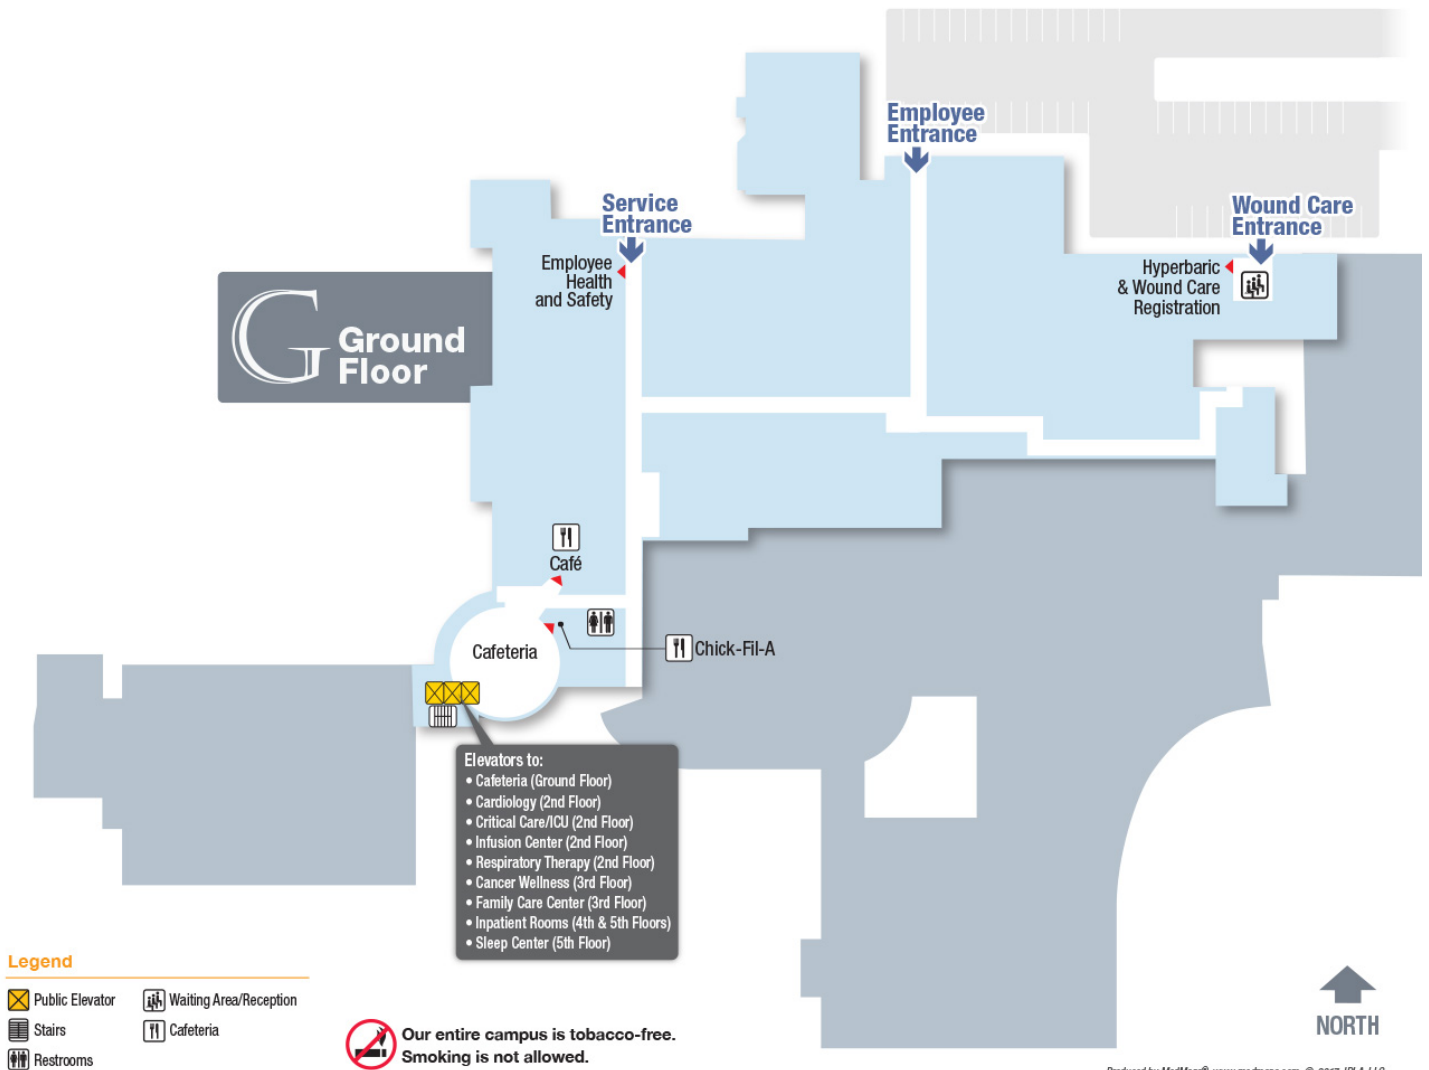 Employee
Entrance
Service
Entrance
Wound Care
Entrance
Employee
Health
and Safety
Hyperbaric
& Wound Care
Registration
G Ground
Floor
Café
Cafeteria
Chick-Fil-A
Elevators to:
• Cafeteria (Ground Floor)
• Cardiology (2nd Floor)
• Critical Care/ICU (2nd Floor)
• Infusion Center (2nd Floor)
• Respiratory Therapy (2nd Floor)
• Cancer Wellness (3rd Floor)
• Family Care Center (3rd Floor)
• Inpatient Rooms (4th & 5th Floors)
• Sleep Center (5th Floor)
Legend
Public Elevator
Waiting Area/Reception
Stairs
Cafeteria
Restrooms
Our entire campus is tobacco-free.
Smoking is not allowed.
NORTH